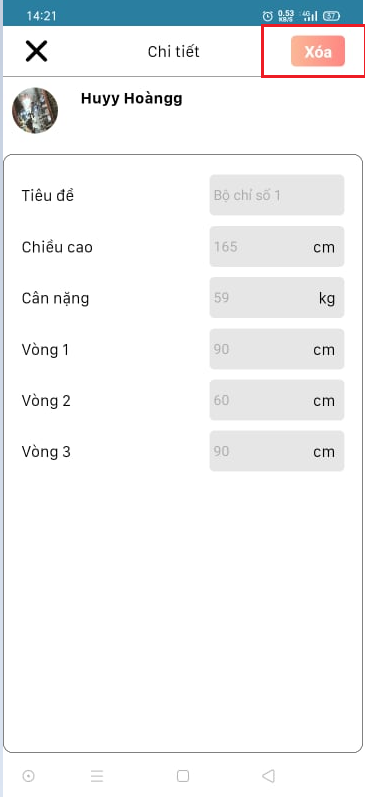 14:21 0.53 KB/S 4G 57
Chi tiết Xóa
Huyy Hoàngg
Tiêu đề Bộ chỉ số 1
Chiều cao 165 cm
Cân nặng 59 kg
Vòng 1 90 cm
Vòng 2 60 cm
Vòng 3 90 cm